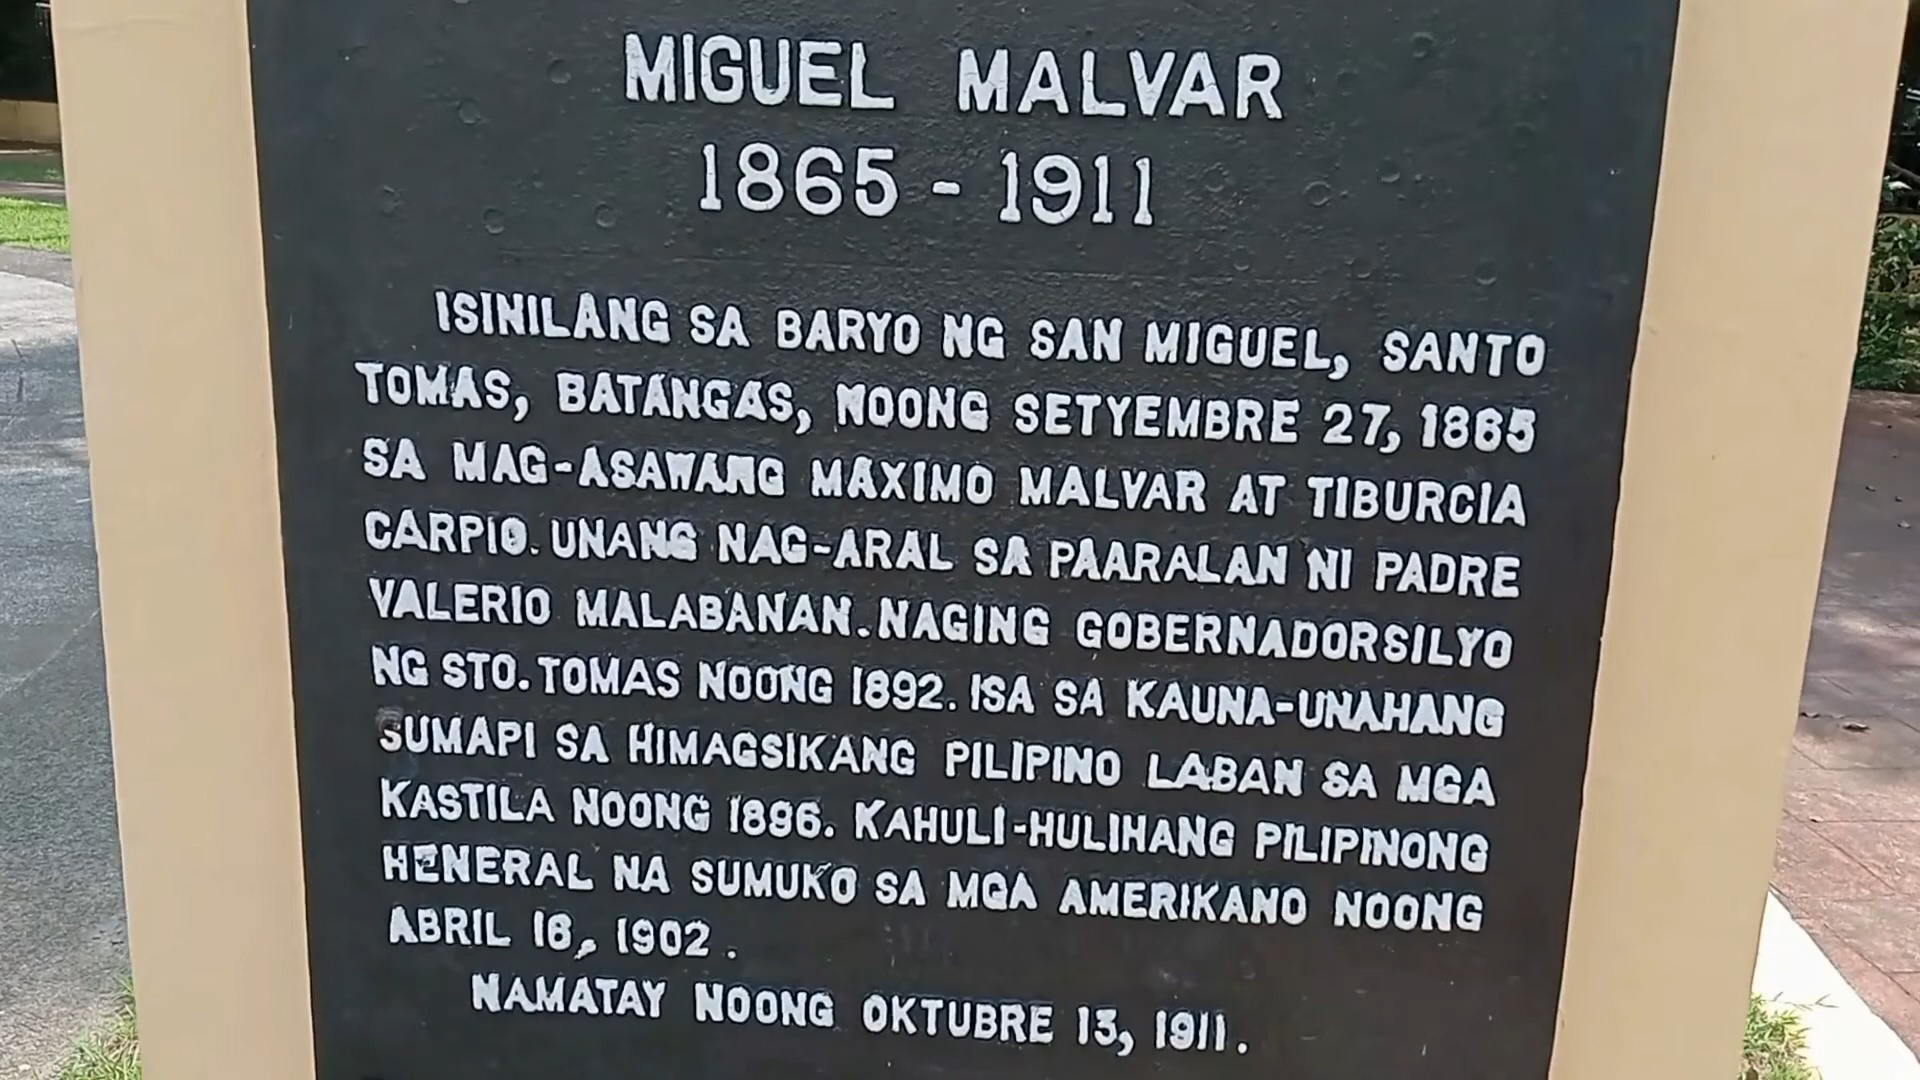 MIGUEL MALVAR
1865 - 1911
ISINILANG SA BARYO NG SAN MIGUEL, SANTO
TOMAS, BATANGAS, NOONG SETYEMBRE 27, 1865
SA MAG-ASAWANG MAXIMO MALVAR AT TIBURCIA
CARPIO. UNANG NAG-ARAL SA PAARALAN NI PADRE
VALERIO MALABANAN. NAGING GOBERNADORSILYO
NG STO. TOMAS NOONG 1892. ISA SA KAUNA-UNAHANG
SUMAPI SA HIMAGSIKANG PILIPINO LABAN SA MGA
KASTILA NOONG 1896. KAHULI-HULIHANG PILIPINONG
HENERAL NA SUMUKO SA MGA AMERIKANO NOONG
ABRIL 16, 1902.
NAMATAY NOONG OKTUBRE 13, 1911.